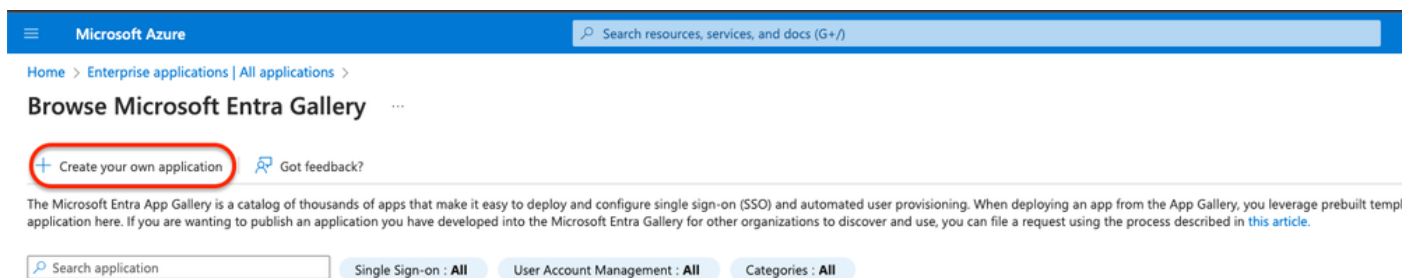 Microsoft Azure
Search resources, services, and docs (G+/)
Home > Enterprise applications | All applications >
Browse Microsoft Entra Gallery ...
+ Create your own application
Got feedback?
The Microsoft Entra App Gallery is a catalog of thousands of apps that make it easy to deploy and configure single sign-on (SSO) and automated user provisioning. When deploying an app from the App Gallery, you leverage prebuilt templ
application here. If you are wanting to publish an application you have developed into the Microsoft Entra Gallery for other organizations to discover and use, you can file a request using the process described in this article.
Search application
Single Sign-on : All
User Account Management : All
Categories : All